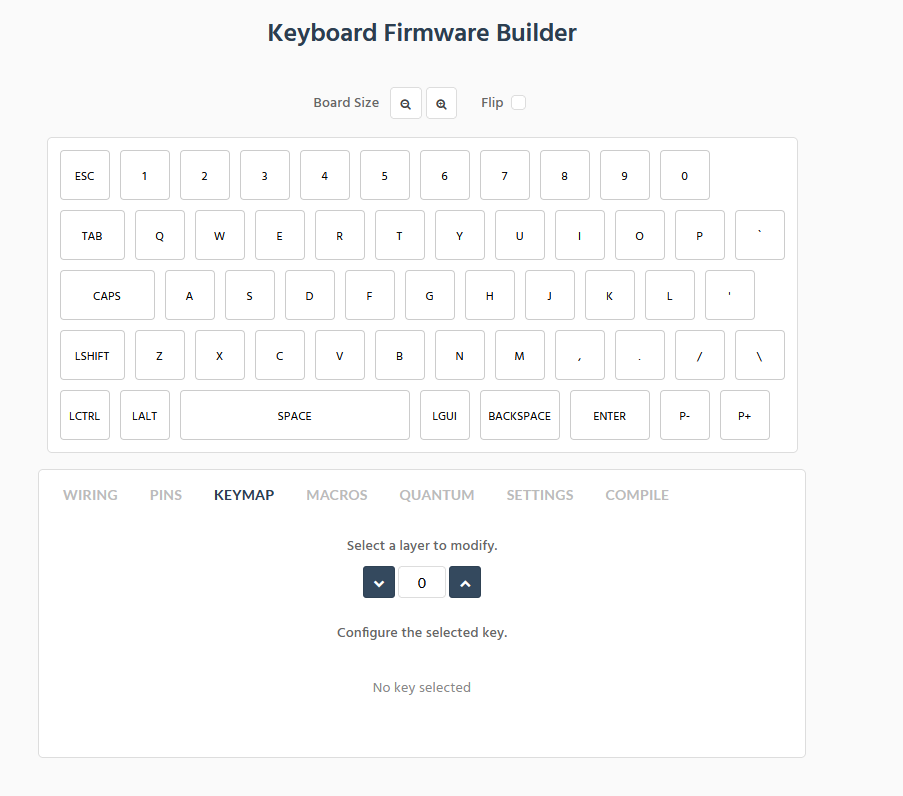 Keyboard Firmware Builder
Board Size Flip
ESC 1 2 3 4 5 6 7 8 9 0
TAB Q W E R T Y U I O P `
CAPS A S D F G H J K L '
LSHIFT Z X C V B N M , . / \
LCTRL LALT SPACE LGUI BACKSPACE ENTER P- P+
WIRING PINS KEYMAP MACROS QUANTUM SETTINGS COMPILE
Select a layer to modify.
0
Configure the selected key.
No key selected